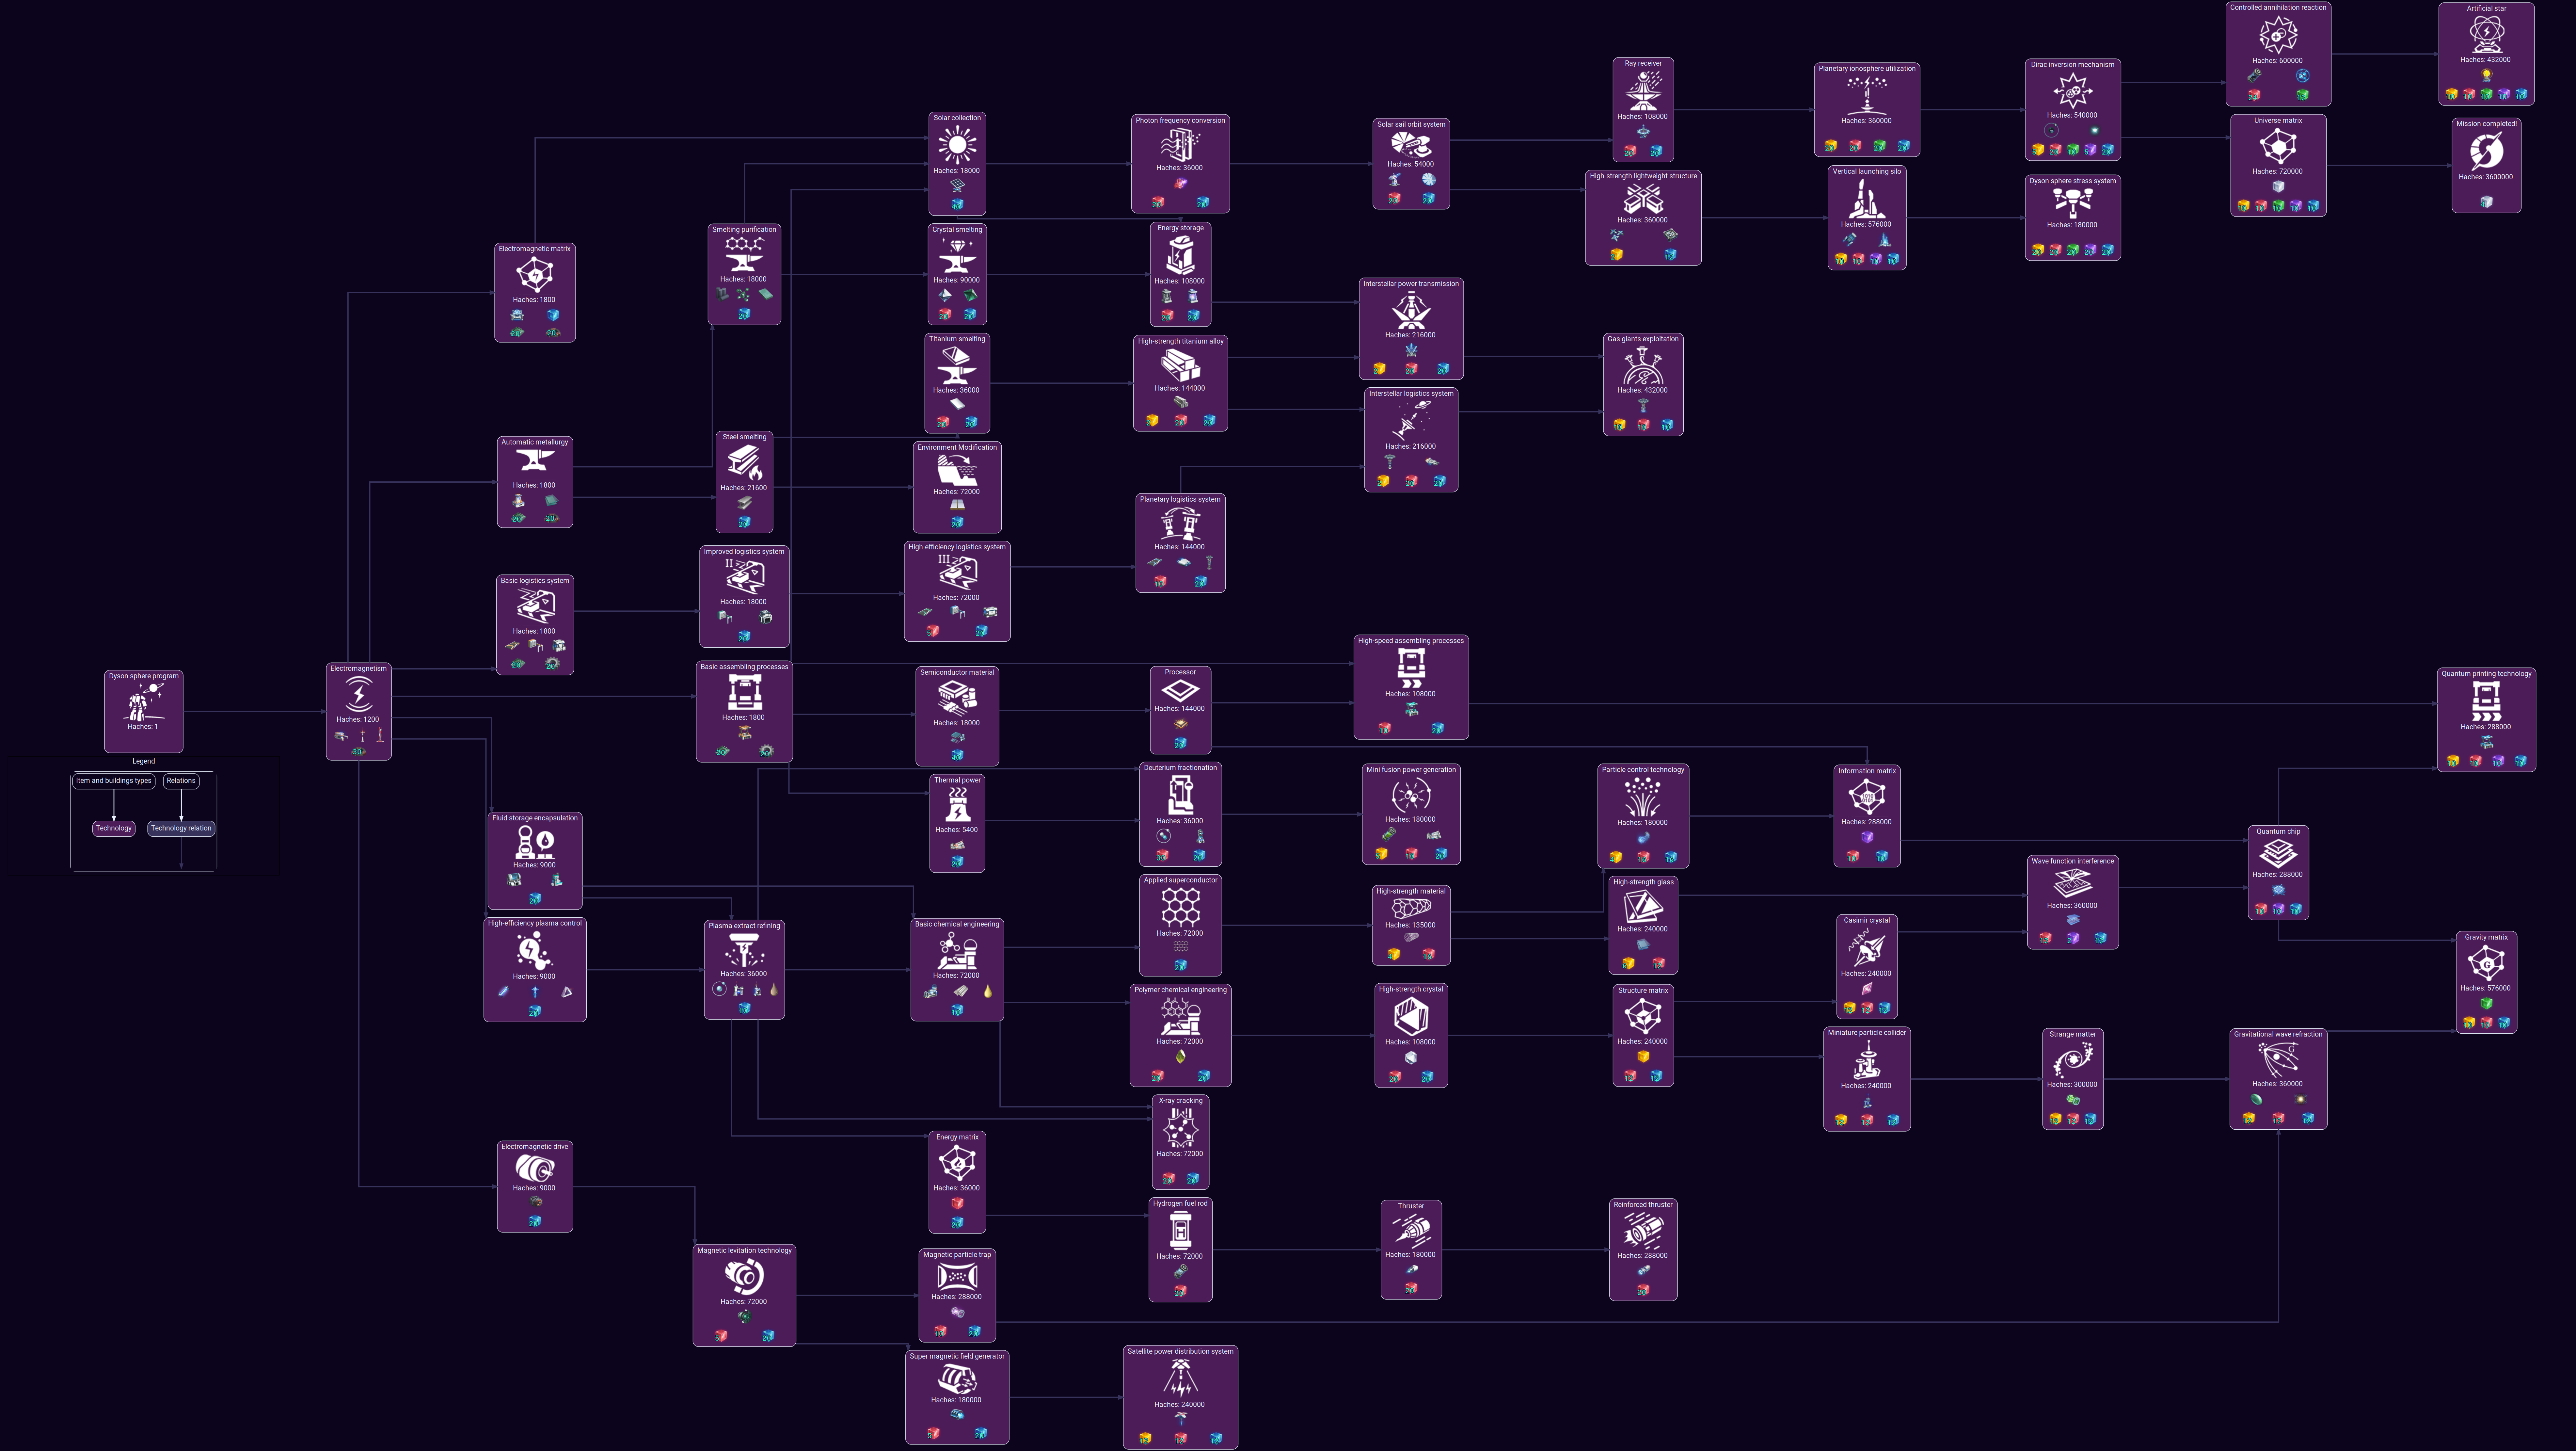 Dyson sphere program
Haches: 1
Legend
Item and buildings types
Relations
Technology
Technology relation
Electromagnetism
Haches: 1200
Electromagnetic matrix
Haches: 1800
Automatic metallurgy
Haches: 1800
Basic logistics system
Haches: 1800
Fluid storage encapsulation
Haches: 9000
High-efficiency plasma control
Haches: 9000
Electromagnetic drive
Haches: 9000
Smelting purification
Haches: 18000
Steel smelting
Haches: 21600
Improved logistics system
II
Haches: 18000
Basic assembling processes
Haches: 1800
Plasma extract refining
Haches: 36000
Magnetic levitation technology
Haches: 72000
Solar collection
Haches: 18000
Crystal smelting
Haches: 90000
Titanium smelting
Haches: 36000
Environment Modification
Haches: 72000
High-efficiency logistics system
III
Haches: 72000
Semiconductor material
Haches: 18000
Thermal power
Haches: 5400
Basic chemical engineering
Haches: 72000
Energy matrix
Haches: 36000
Magnetic particle trap
Haches: 288000
Super magnetic field generator
Haches: 180000
Photon frequency conversion
Haches: 36000
Energy storage
Haches: 108000
High-strength titanium alloy
Haches: 144000
Planetary logistics system
Haches: 144000
Processor
Haches: 144000
Deuterium fractionation
Haches: 36000
Applied superconductor
Haches: 72000
Polymer chemical engineering
Haches: 72000
X-ray cracking
Haches: 72000
Hydrogen fuel rod
Haches: 72000
Satellite power distribution system
Haches: 240000
Solar sail orbit system
Haches: 54000
Interstellar power transmission
Haches: 216000
Interstellar logistics system
Haches: 216000
High-speed assembling processes
Haches: 108000
Mini fusion power generation
Haches: 180000
High-strength material
Haches: 135000
High-strength crystal
Haches: 108000
Thruster
Haches: 180000
Ray receiver
Haches: 108000
High-strength lightweight structure
Haches: 360000
Gas giants exploitation
Haches: 432000
Particle control technology
Haches: 180000
High-strength glass
Haches: 240000
Structure matrix
Haches: 240000
Reinforced thruster
Haches: 288000
Planetary ionosphere utilization
Haches: 360000
Vertical launching silo
Haches: 576000
Information matrix
Haches: 288000
Casimir crystal
Haches: 240000
Miniature particle collider
Haches: 240000
Dirac inversion mechanism
Haches: 540000
Dyson sphere stress system
Haches: 180000
Wave function interference
Haches: 360000
Strange matter
Haches: 300000
Controlled annihilation reaction
Haches: 600000
Universe matrix
Haches: 720000
Quantum chip
Haches: 288000
Gravitational wave refraction
G
Haches: 360000
Artificial star
Haches: 432000
Mission completed!
Haches: 3600000
Quantum printing technology
Haches: 288000
Gravity matrix
G
Haches: 576000